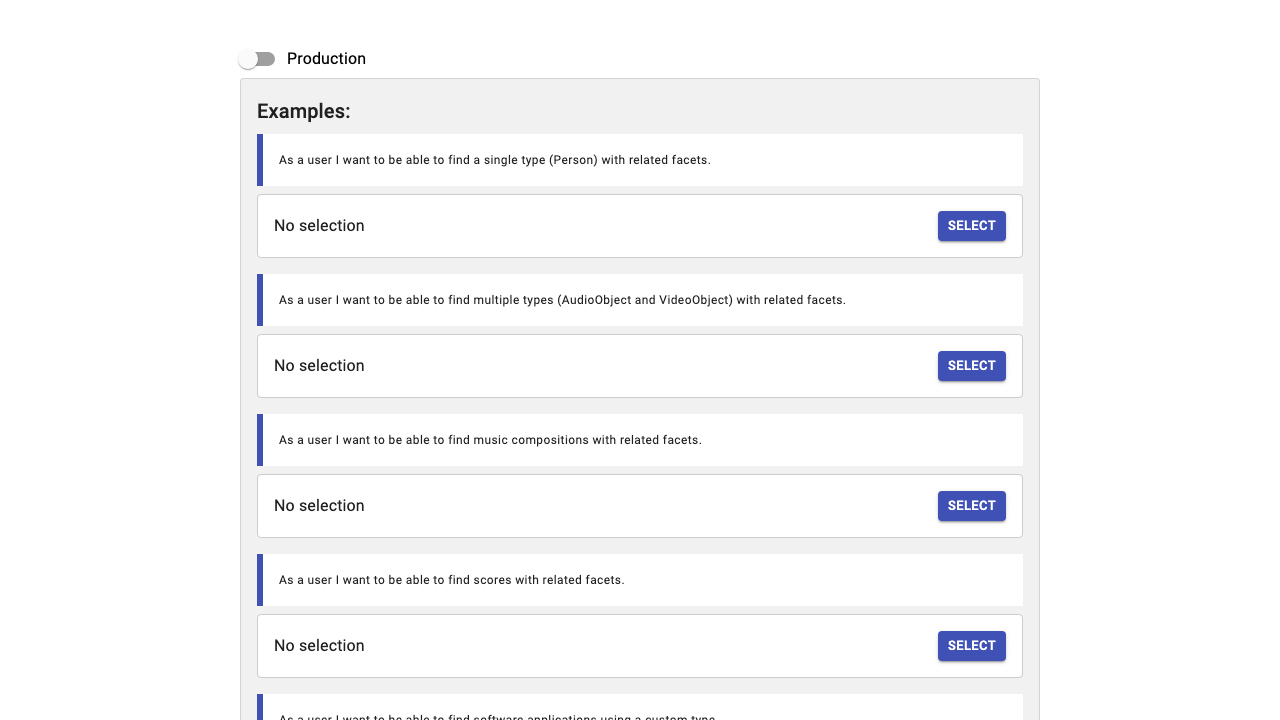 Production
Examples:
As a user I want to be able to find a single type (Person) with related facets.
No selection
SELECT
As a user I want to be able to find multiple types (AudioObject and VideoObject) with related facets.
No selection
SELECT
As a user I want to be able to find music compositions with related facets.
No selection
SELECT
As a user I want to be able to find scores with related facets.
No selection
SELECT
As a user I want to be able to find software applications using a custom type.